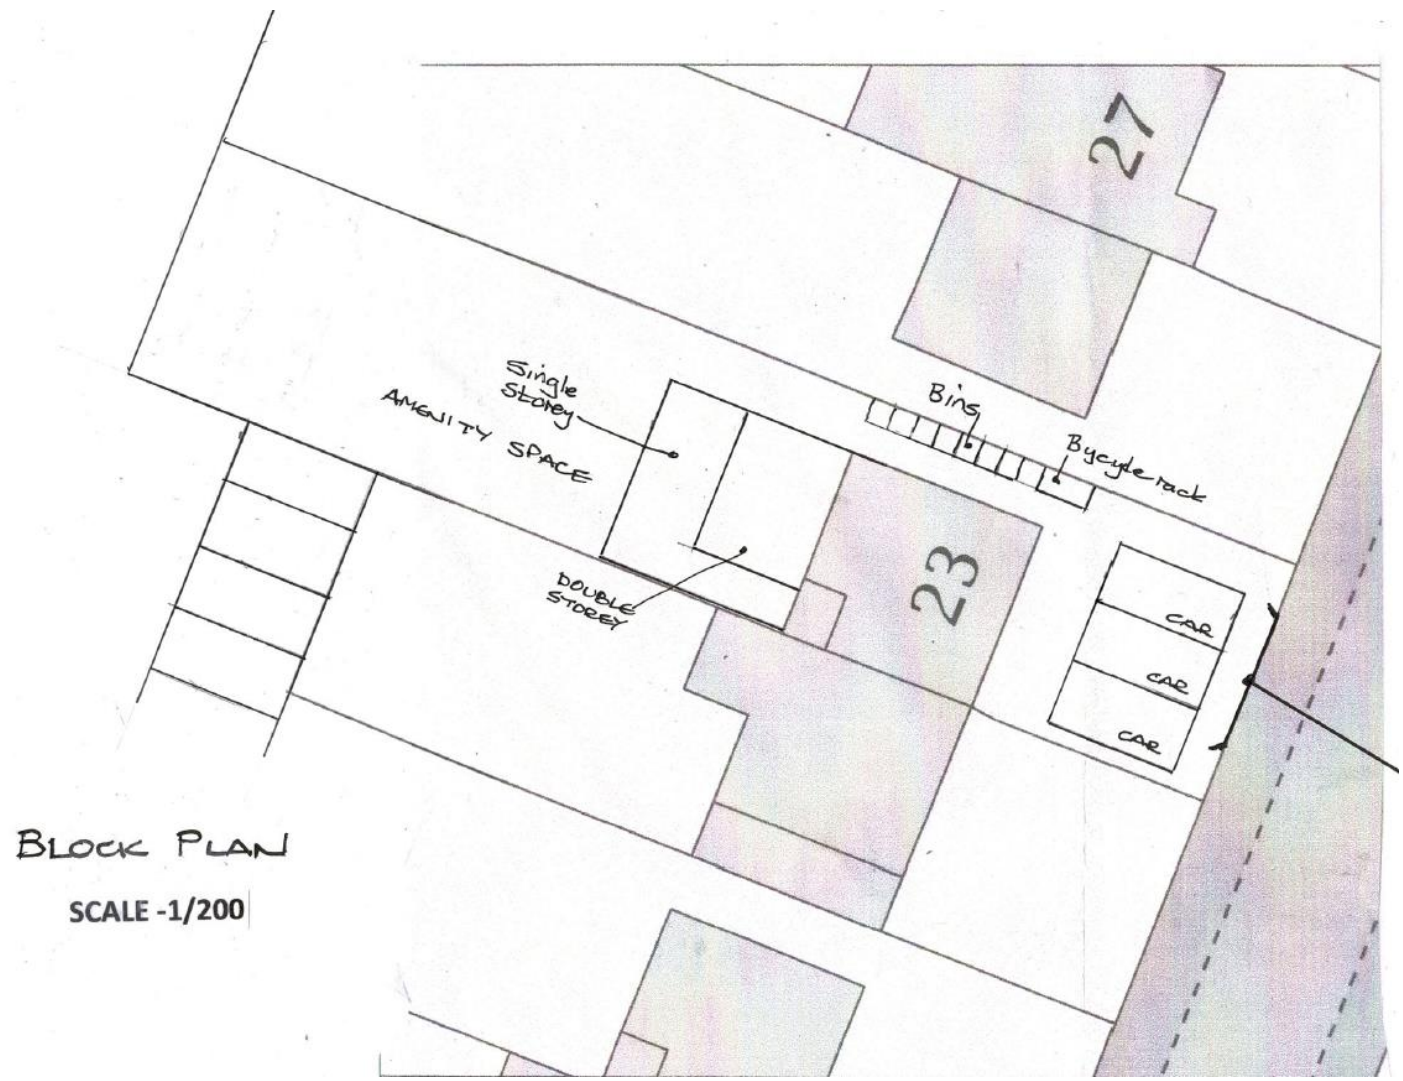 27
Single
Storey
AMENITY SPACE
Bins
Bycycle rack
23
DOUBLE
STOREY
CAR
CAR
CAR
BLOCK PLAN
SCALE -1/200